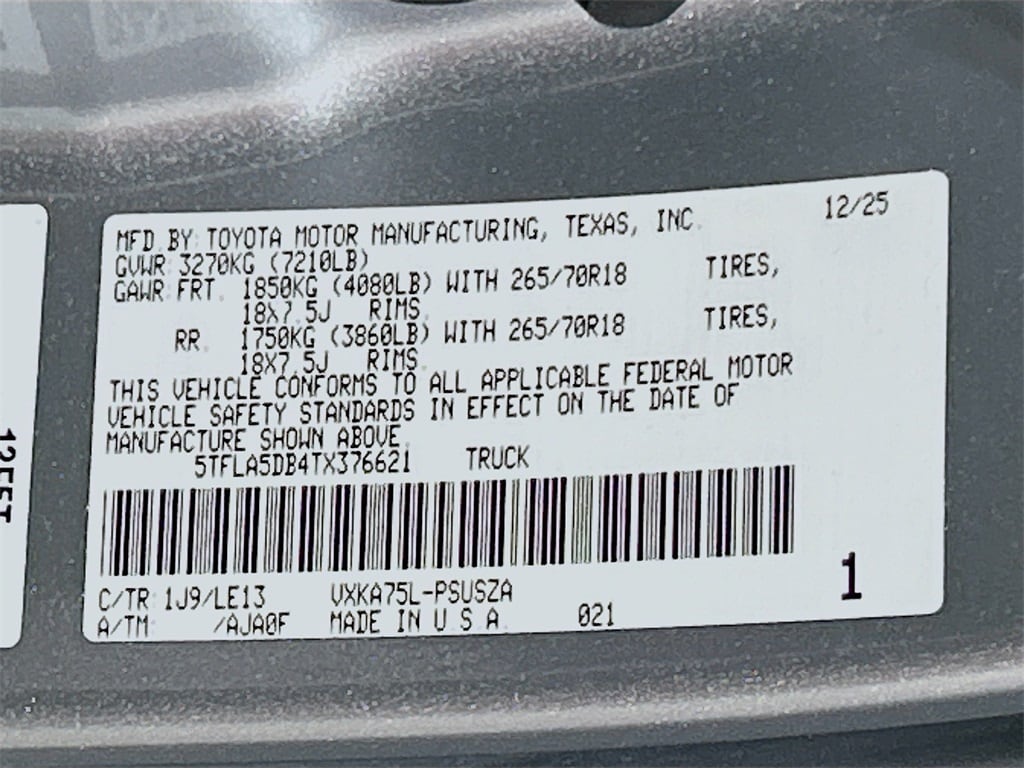 MFD. BY: TOYOTA MOTOR MANUFACTURING, TEXAS, INC. 12/25
GVWR: 3270KG (7210LB)
GAWR: FRT. 1850KG (4080LB) WITH 265/70R18 TIRES,
18X7.5J RIMS.
RR. 1750KG (3860LB) WITH 265/70R18 TIRES,
18X7.5J RIMS.
THIS VEHICLE CONFORMS TO ALL APPLICABLE FEDERAL MOTOR
VEHICLE SAFETY STANDARDS IN EFFECT ON THE DATE OF
MANUFACTURE SHOWN ABOVE.
5TFLA5DB4TX376621 TRUCK
C/TR: 1J9/LE13 VXKA75L-PSUSZA
A/TM: /AJA0F MADE IN U.S.A. 021
1